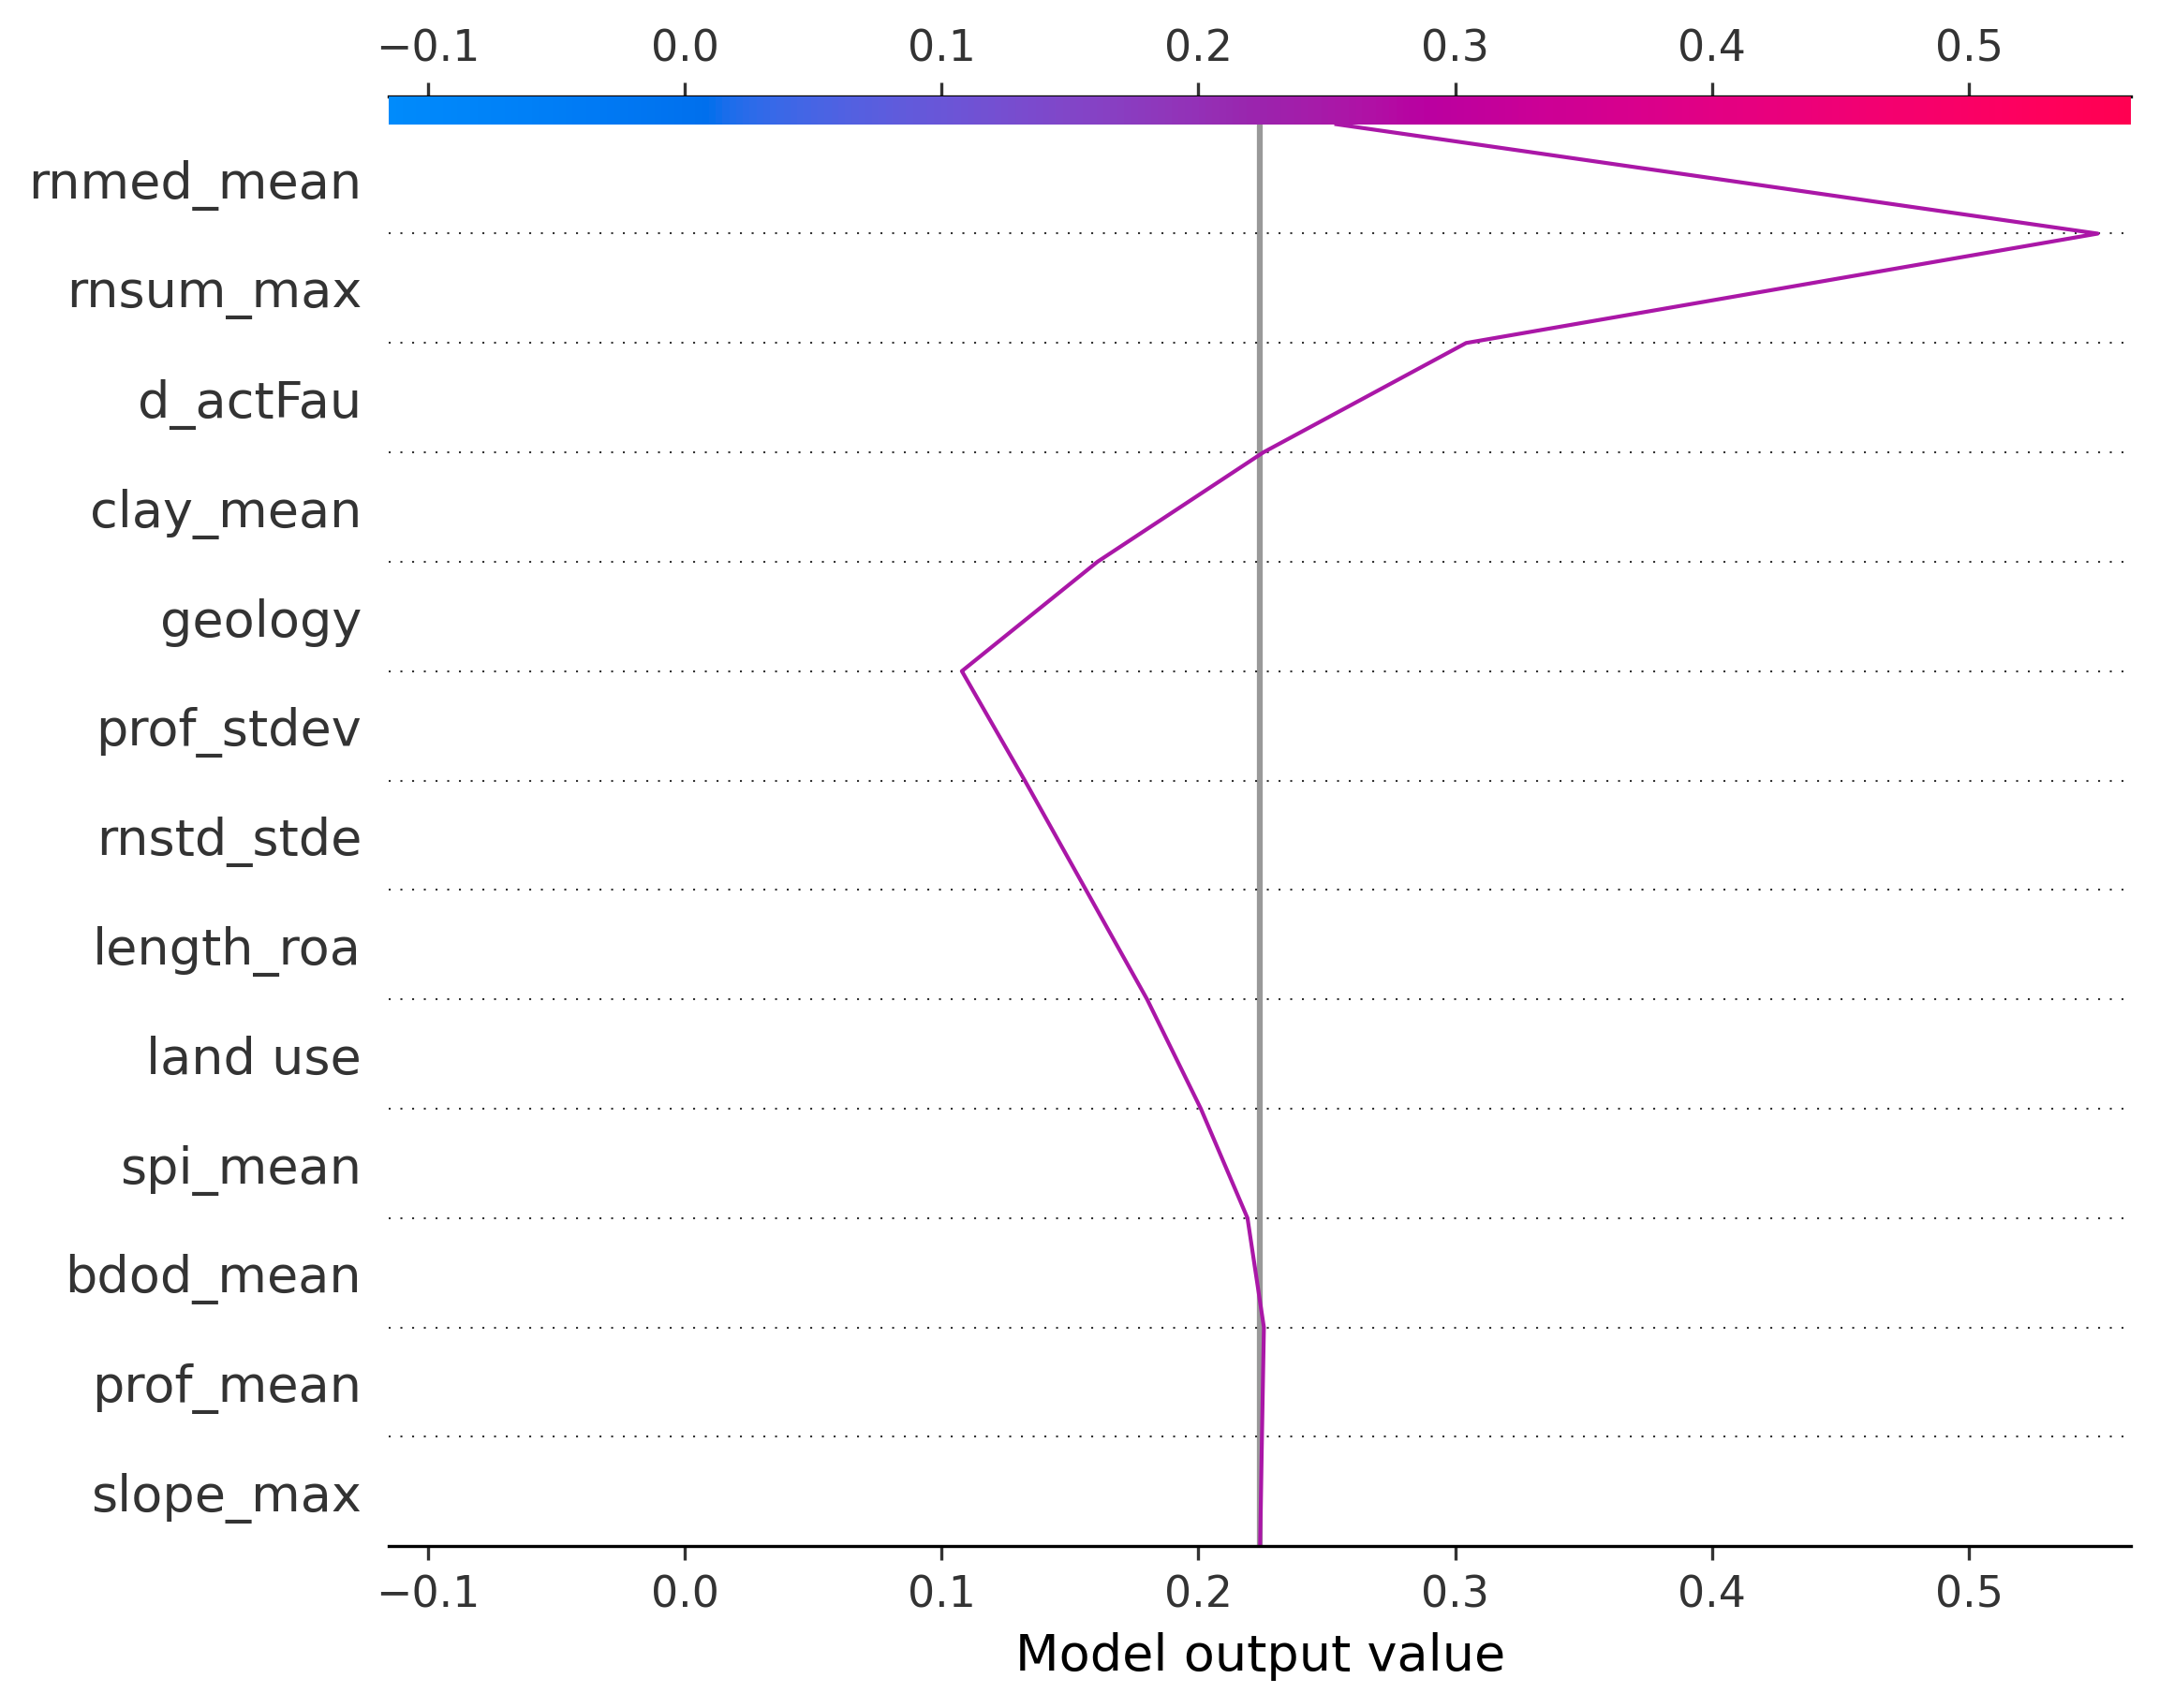 −0.1 0.0 0.1 0.2 0.3 0.4 0.5
rnmed_mean
rnsum_max
d_actFau
clay_mean
geology
prof_stdev
rnstd_stde
length_roa
land use
spi_mean
bdod_mean
prof_mean
slope_max
−0.1 0.0 0.1 0.2 0.3 0.4 0.5
Model output value